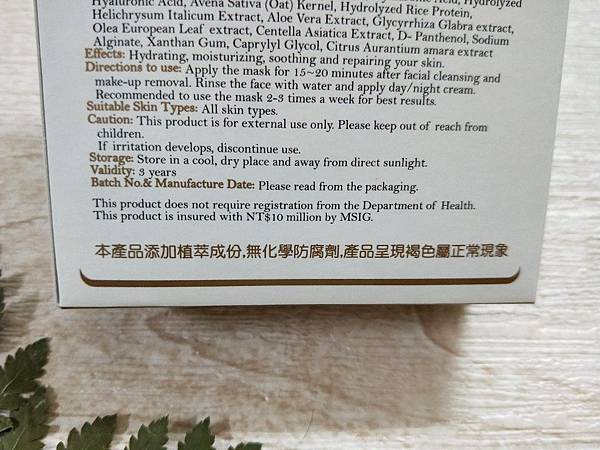 Acid, Hydrolyzed
Hyaluronic Acid, Avena Sativa (Oat) Kernel, Hydrolyzed Rice Protein,
Helichrysum Italicum Extract, Aloe Vera Extract, Glycyrrhiza Glabra extract,
Olea European Leaf extract, Centella Asiatica Extract, D- Panthenol, Sodium
Alginate, Xanthan Gum, Caprylyl Glycol, Citrus Aurantium amara extract
Effects: Hydrating, moisturizing, soothing and repairing your skin.
Directions to use: Apply the mask for 15~20 minutes after facial cleansing and
make-up removal. Rinse the face with water and apply day/night cream.
Recommended to use the mask 2-3 times a week for best results.
Suitable Skin Types: All skin types.
Caution: This product is for external use only. Please keep out of reach from
children.
If irritation develops, discontinue use.
Storage: Store in a cool, dry place and away from direct sunlight.
Validity: 3 years
Batch No.& Manufacture Date: Please read from the packaging.
This product does not require registration from the Department of Health.
This product is insured with NT$10 million by MSIG.
本產品添加植萃成份,無化學防腐劑,產品呈現褐色屬正常現象